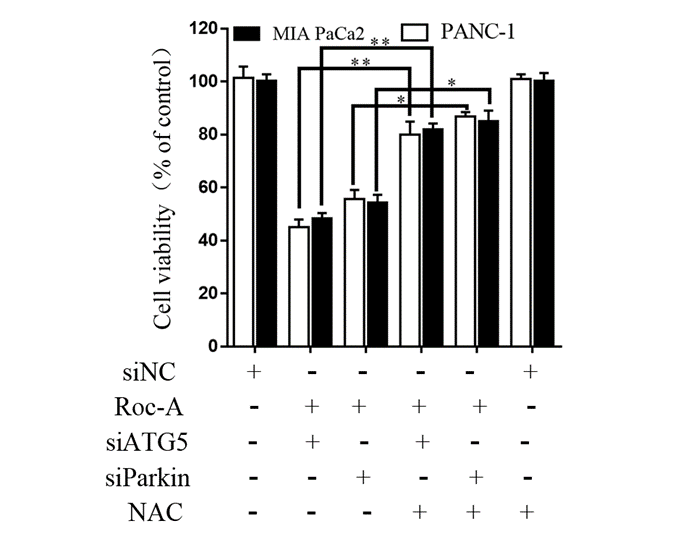 120
MIA PaCa2
PANC-1
**
**
100
*
*
80
60
40
20
0
Cell viability (% of control)
siNC + - - - - +
Roc-A - + + + + -
siATG5 - + - + - -
siParkin - - + - + -
NAC - - - + + +